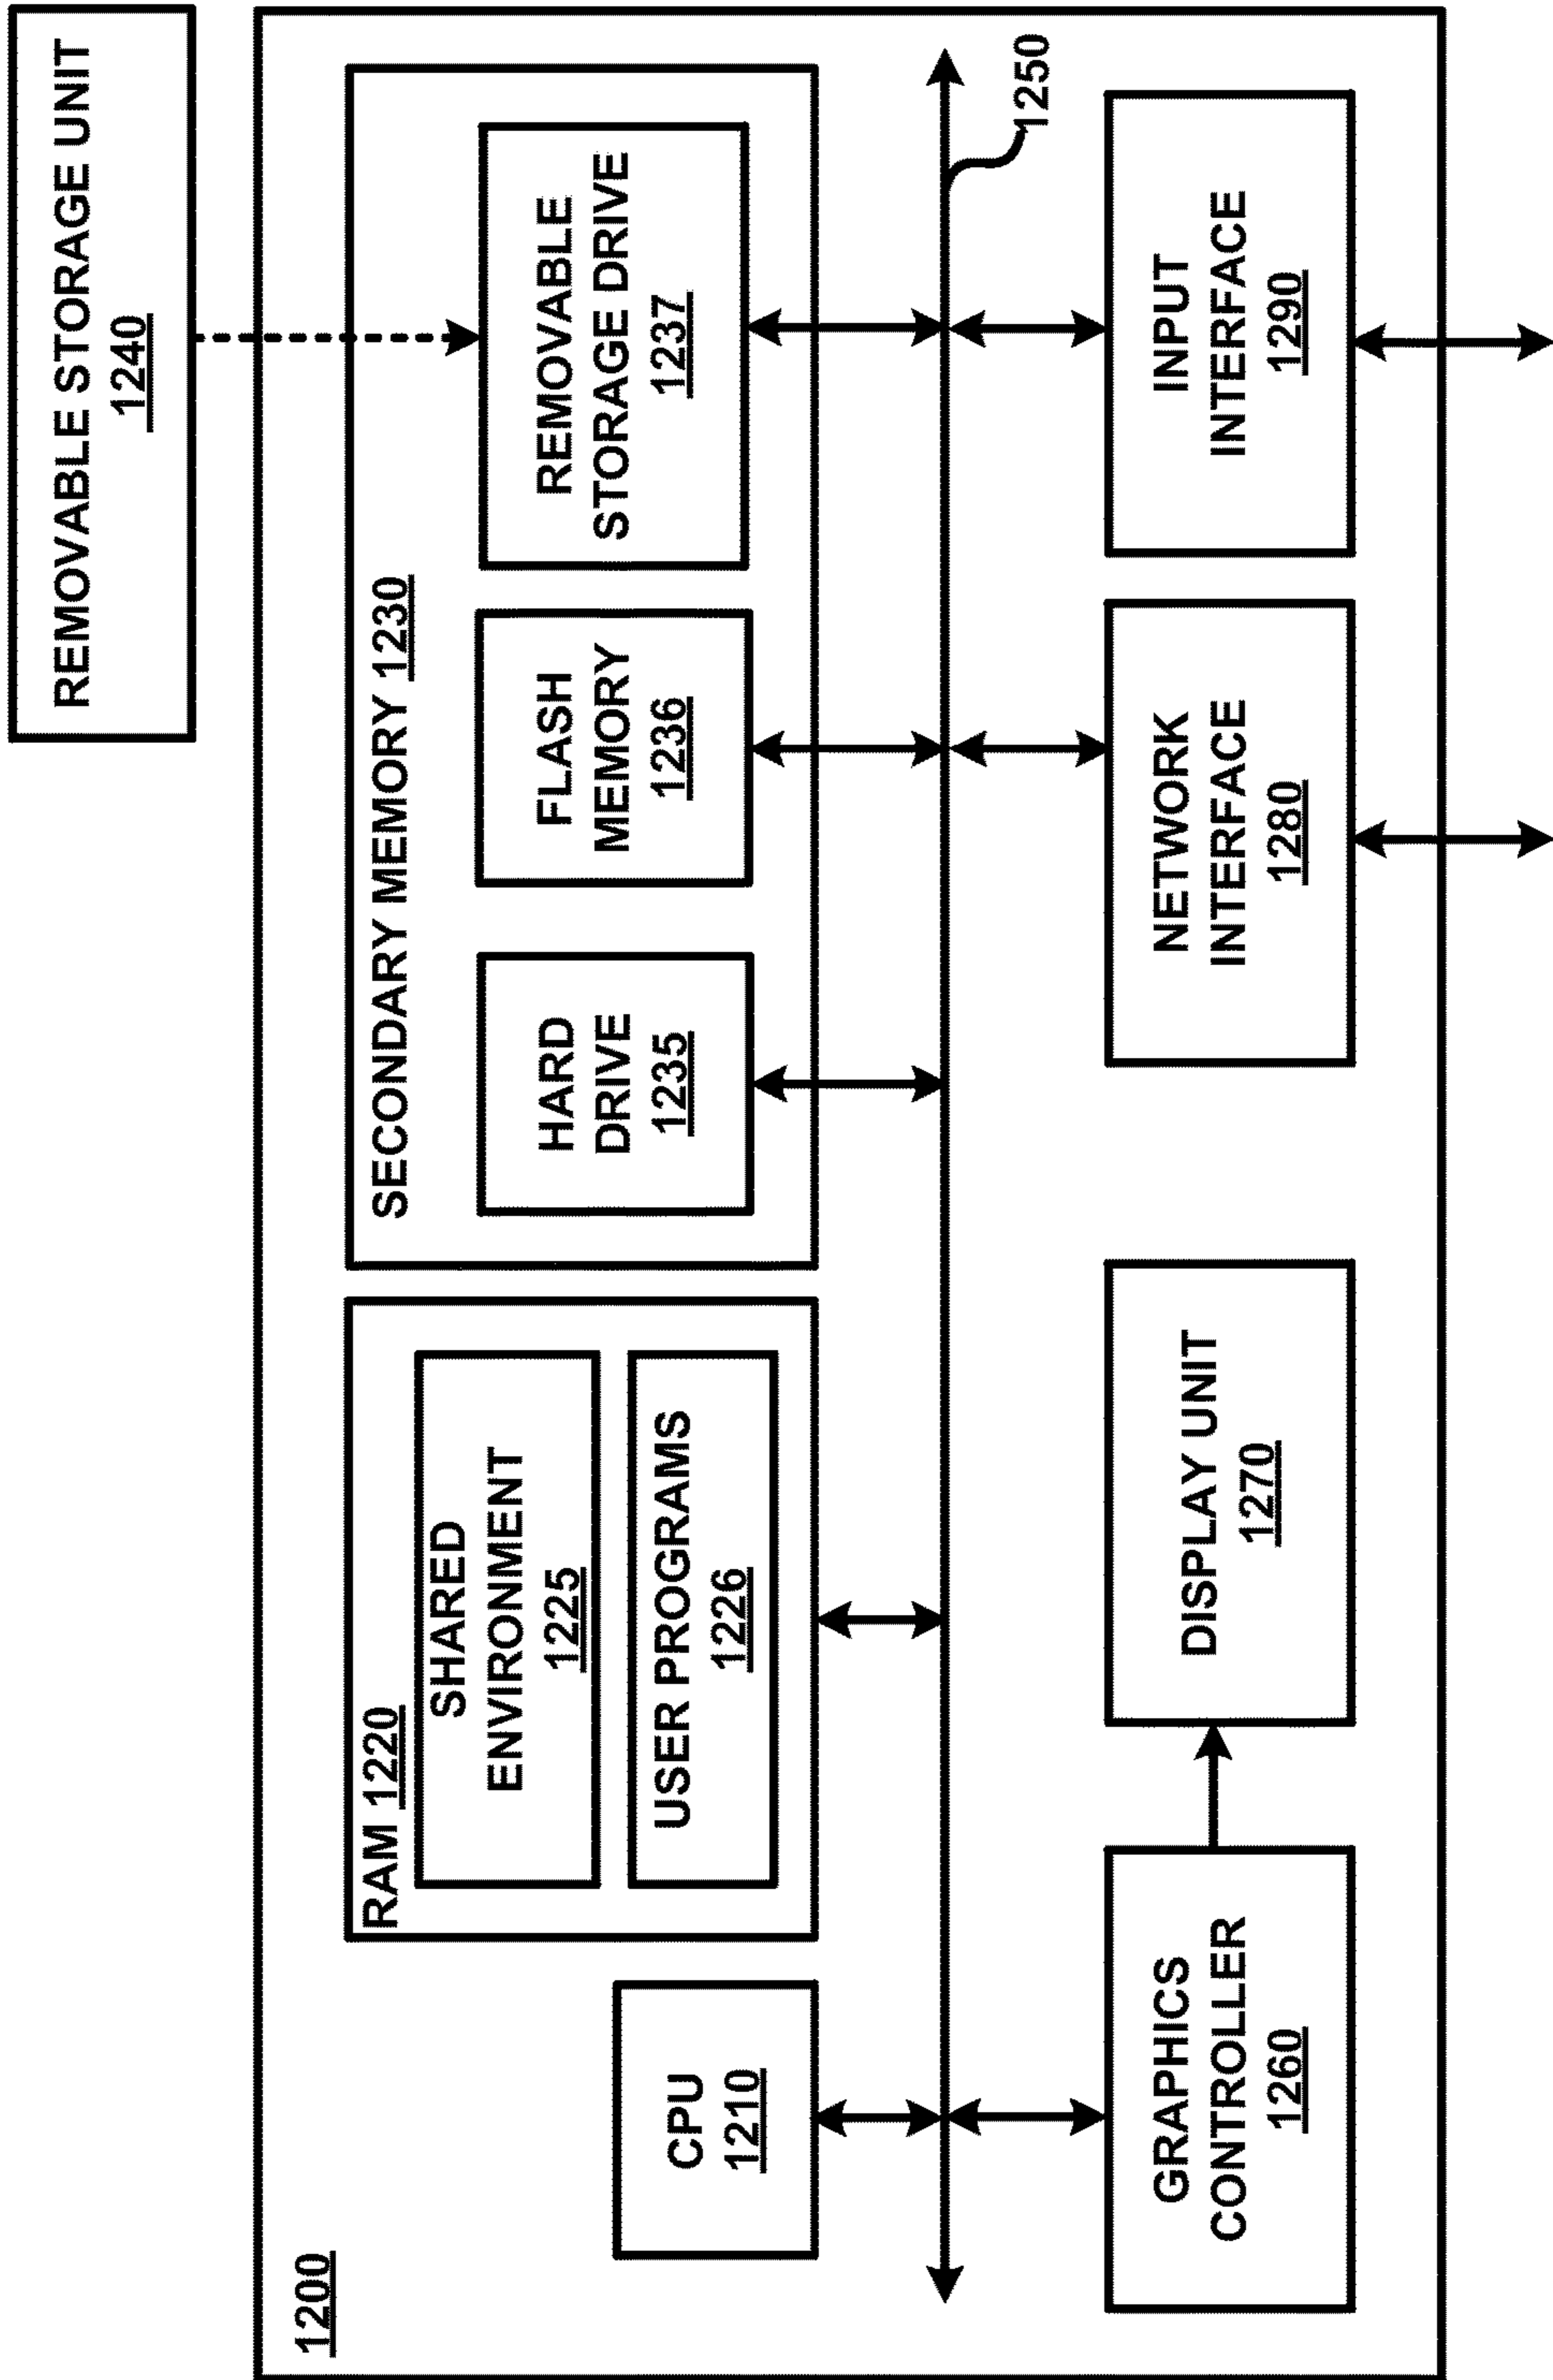 REMOVABLE STORAGE UNIT
1240
1200
RAM 1220
SHARED
ENVIRONMENT
1225
USER PROGRAMS
1226
SECONDARY MEMORY 1230
HARD
DRIVE
1235
FLASH
MEMORY
1236
REMOVABLE
STORAGE DRIVE
1237
CPU
1210
1250
GRAPHICS
CONTROLLER
1260
DISPLAY UNIT
1270
NETWORK
INTERFACE
1280
INPUT
INTERFACE
1290